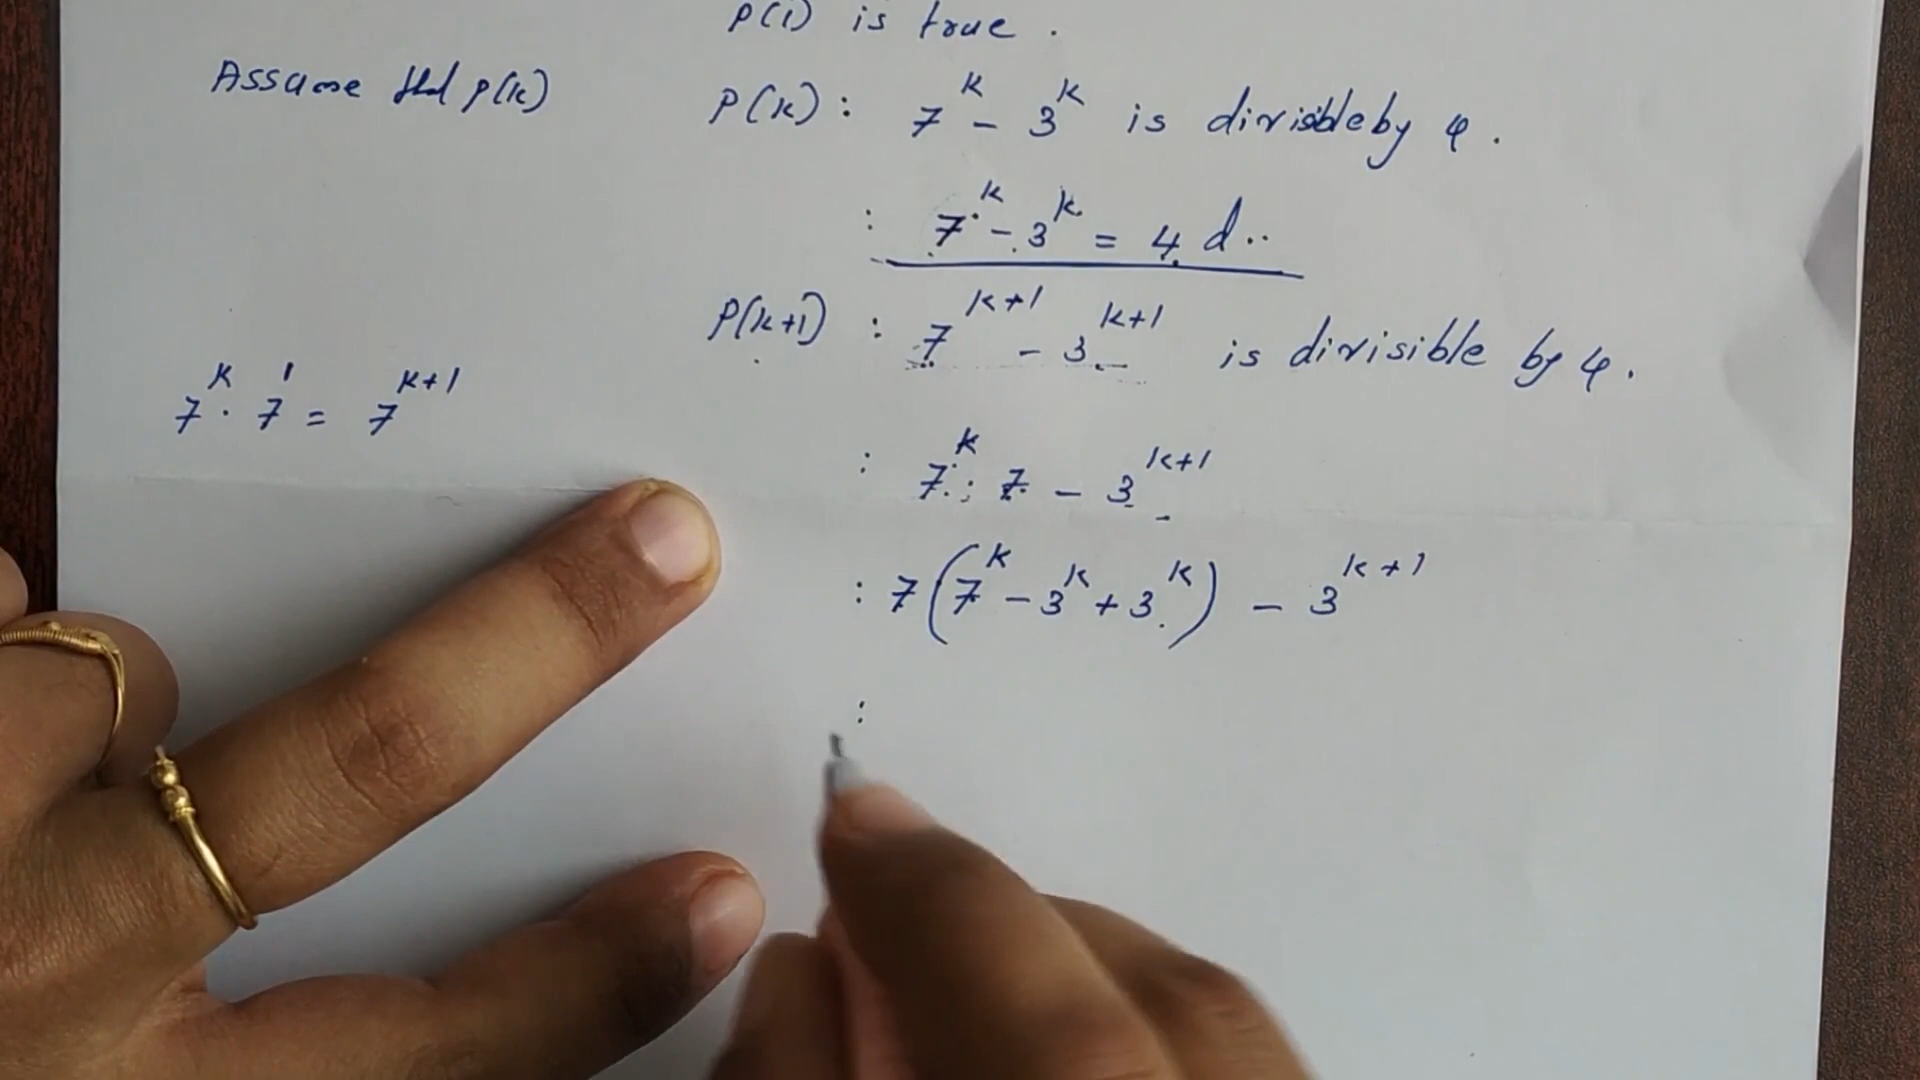 P(1) is true.
Assume that P(k)
P(k): 7^k - 3^k is divisible by 4.
: 7^k - 3^k = 4d
P(k+1): 7^{k+1} - 3^{k+1} is divisible by 4.
7^k · 7^1 = 7^{k+1}
: 7^k · 7 - 3^{k+1}
: 7(7^k - 3^k + 3^k) - 3^{k+1}
: